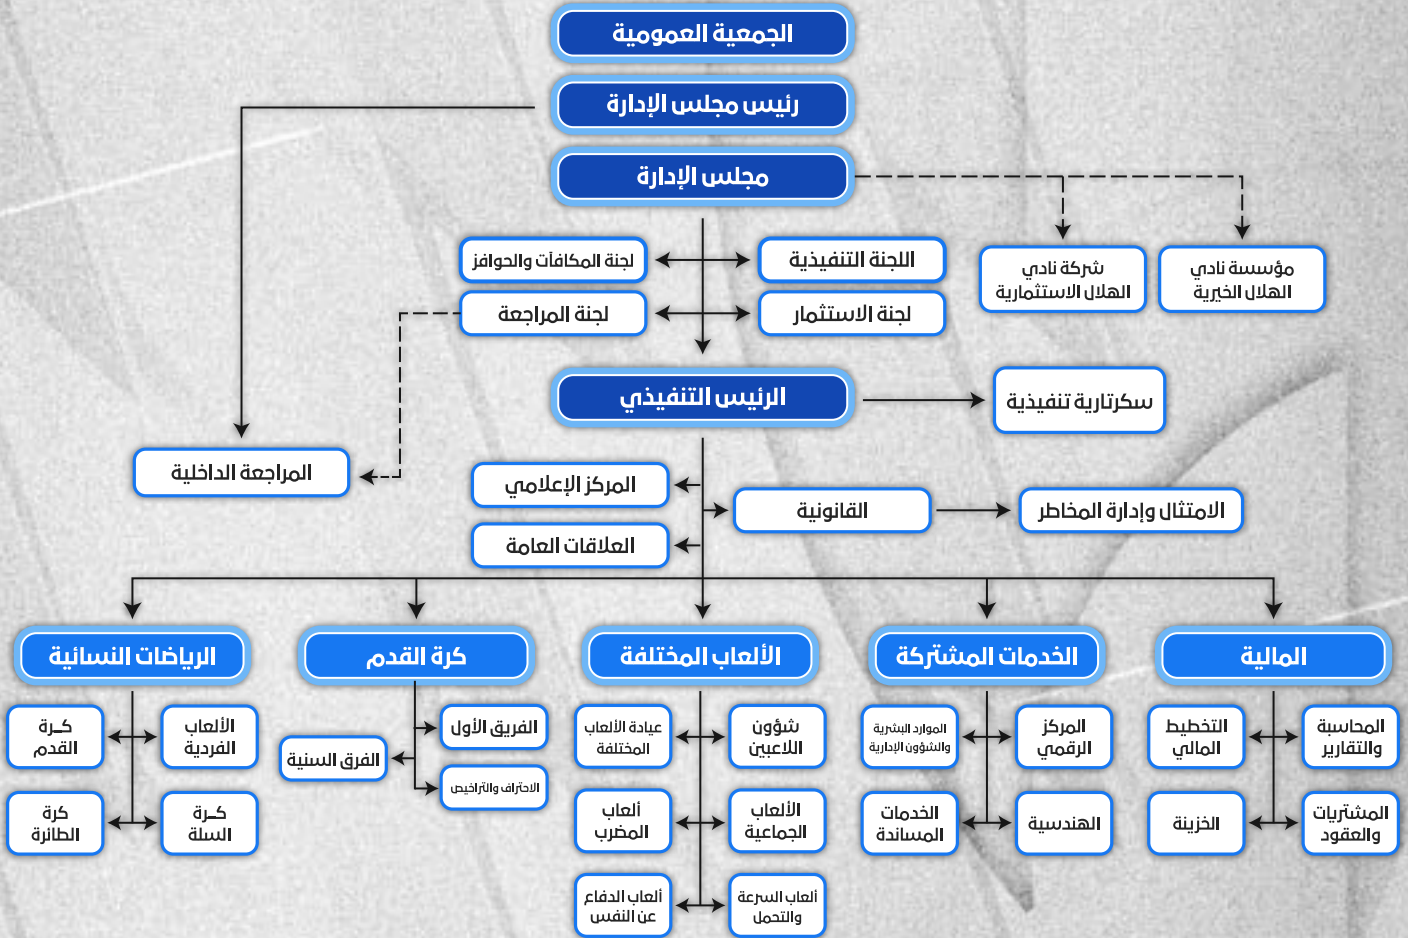 الجمعية العمومية
رئيس مجلس الإدارة
مجلس الإدارة
مؤسسة نادي
الهلال الخيرية
شركة نادي
الهلال الاستثمارية
اللجنة التنفيذية
لجنة المكافآت والحوافز
لجنة الاستثمار
لجنة المراجعة
الرئيس التنفيذي
سكرتارية تنفيذية
المراجعة الداخلية
المركز الإعلامي
القانونية
الامتثال وإدارة المخاطر
العلاقات العامة
المالية
الخدمات المشتركة
الألعاب المختلفة
كرة القدم
الرياضات النسائية
المحاسبة
والتقارير
التخطيط
المالي
المشتريات
والعقود
الخزينة
المركز
الرقمي
الموارد البشرية
والشؤون الإدارية
الهندسية
الخدمات
المساندة
شؤون
اللاعبين
عيادة الألعاب
المختلفة
الألعاب
الجماعية
ألعاب
المضرب
ألعاب السرعة
والتحمل
ألعاب الدفاع
عن النفس
الفريق الأول
الفرق السنية
الاحتراف والتراخيص
الألعاب
الفردية
كــرة
القدم
كــرة
السلة
كرة
الطائرة